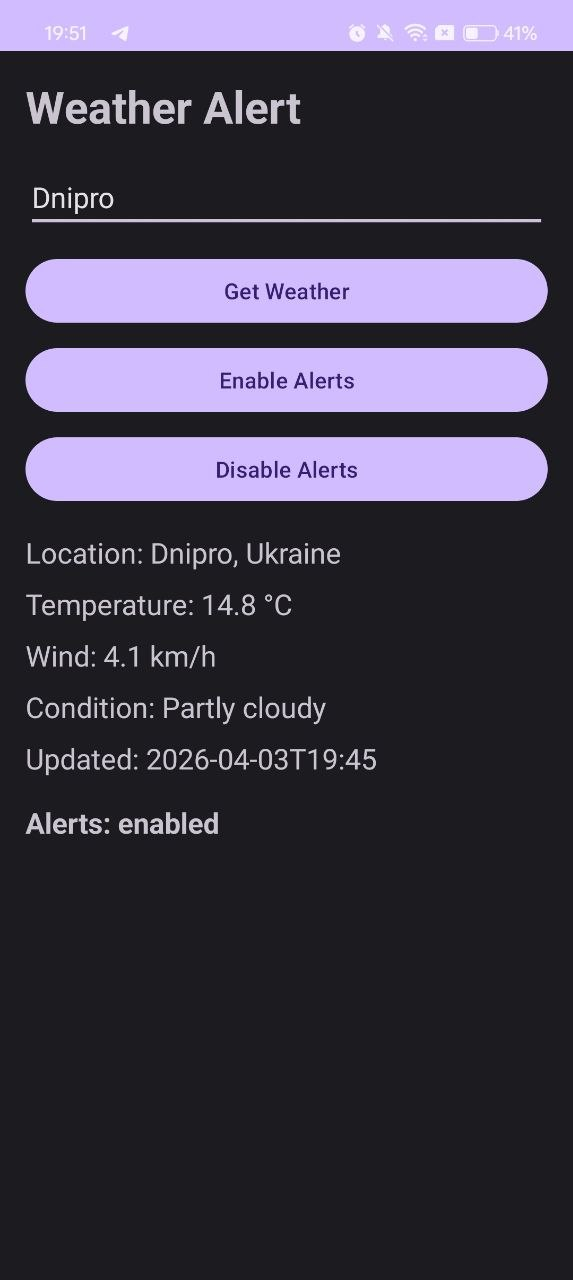 19:51
41%
Weather Alert
Dnipro
Get Weather
Enable Alerts
Disable Alerts
Location: Dnipro, Ukraine
Temperature: 14.8 °C
Wind: 4.1 km/h
Condition: Partly cloudy
Updated: 2026-04-03T19:45
Alerts: enabled